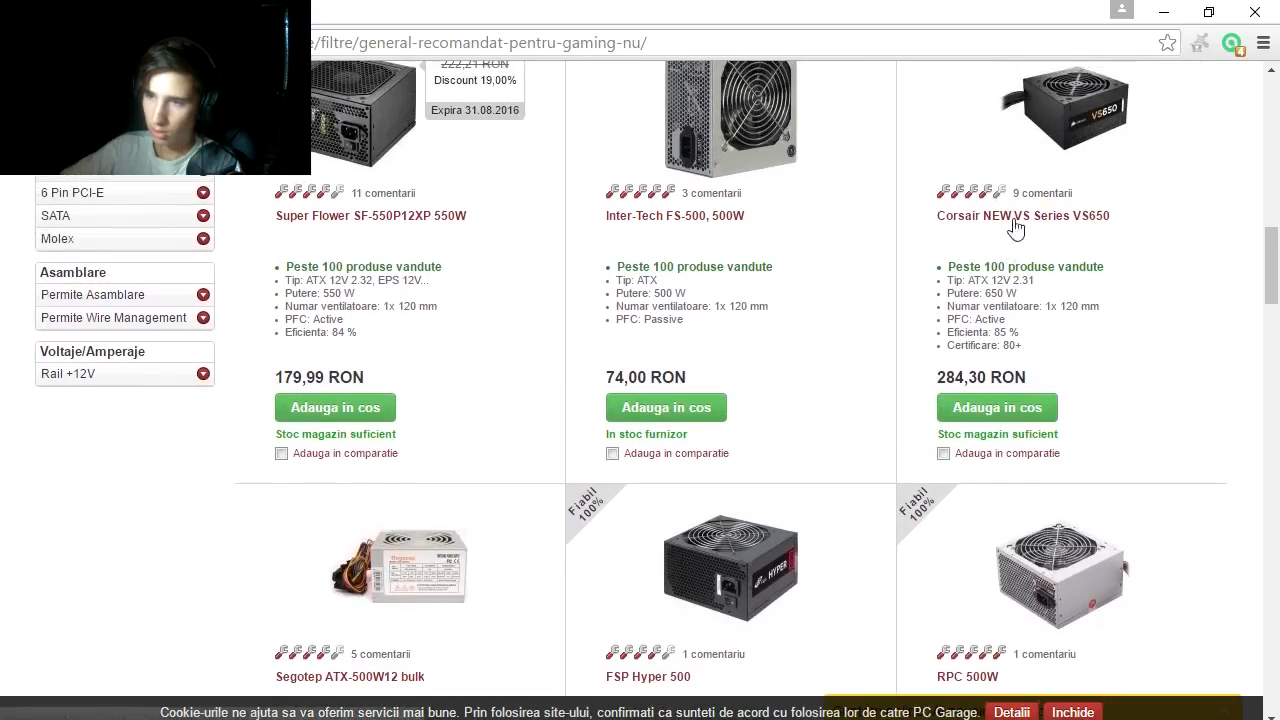 e/filtre/general-recomandat-pentru-gaming-nu/
4
222,21 RON
Discount 19,00%
Expira 31.08.2016
VS650
6 Pin PCI-E
SATA
Molex
Asamblare
Permite Asamblare
Permite Wire Management
Voltaje/Amperaje
Rail +12V
11 comentarii
Super Flower SF-550P12XP 550W
Peste 100 produse vandute
Tip: ATX 12V 2.32, EPS 12V...
Putere: 550 W
Numar ventilatoare: 1x 120 mm
PFC: Active
Eficienta: 84 %
179,99 RON
Adauga in cos
Stoc magazin suficient
Adauga in comparatie
3 comentarii
Inter-Tech FS-500, 500W
Peste 100 produse vandute
Tip: ATX
Putere: 500 W
Numar ventilatoare: 1x 120 mm
PFC: Passive
74,00 RON
Adauga in cos
In stoc furnizor
Adauga in comparatie
9 comentarii
Corsair NEW VS Series VS650
Peste 100 produse vandute
Tip: ATX 12V 2.31
Putere: 650 W
Numar ventilatoare: 1x 120 mm
PFC: Active
Eficienta: 85 %
Certificare: 80+
284,30 RON
Adauga in cos
Stoc magazin suficient
Adauga in comparatie
5 comentarii
Segotep ATX-500W12 bulk
Fiabil
100%
HYPER
1 comentariu
FSP Hyper 500
Fiabil
100%
1 comentariu
RPC 500W
Cookie-urile ne ajuta sa va oferim servicii mai bune. Prin folosirea site-ului, confirmati ca sunteti de acord cu folosirea lor de catre PC Garage. Detalii Inchide